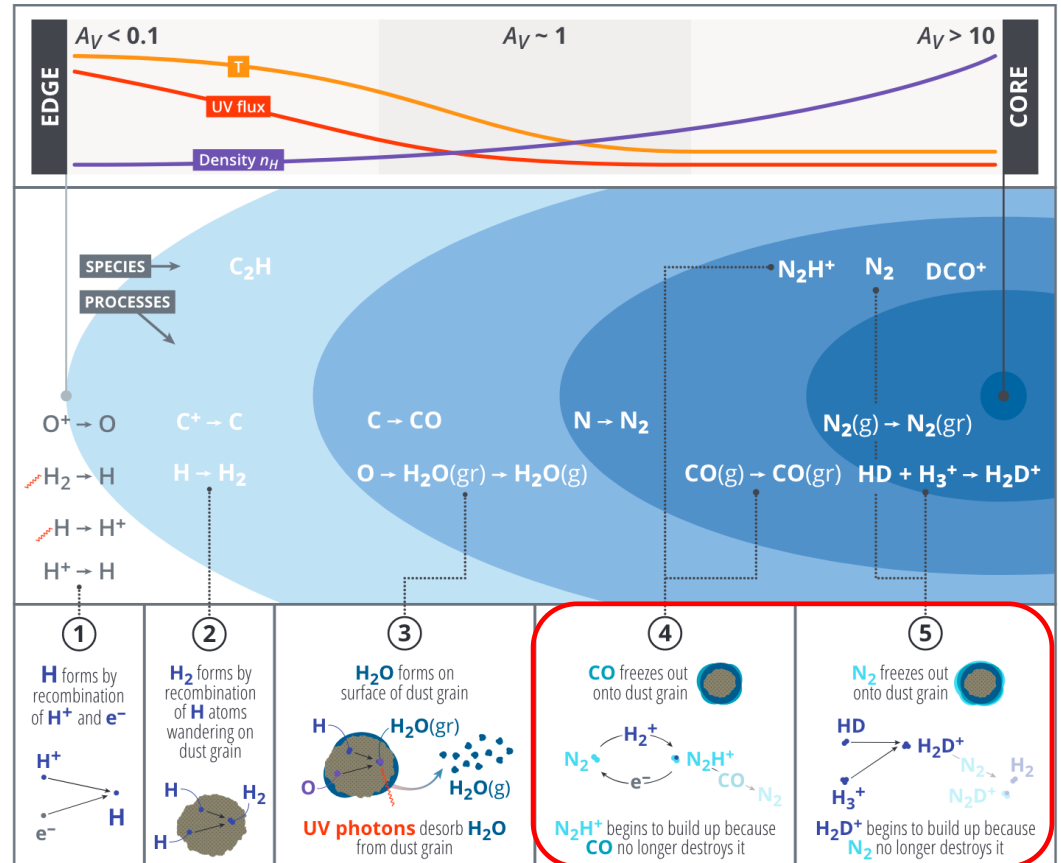 EDGE
A_V < 0.1
A_V ~ 1
A_V > 10
CORE
T
UV flux
Density n_H
SPECIES
C₂H
N₂H⁺
N₂
DCO⁺
PROCESSES
O⁺ → O
C⁺ → C
C → CO
N → N₂
N₂(g) → N₂(gr)
H₂ → H
H → H₂
O → H₂O(gr) → H₂O(g)
CO(g) → CO(gr)
HD + H₃⁺ → H₂D⁺
H → H⁺
H⁺ → H
1
H forms by
recombination
of H⁺ and e⁻
H⁺
H
e⁻
2
H₂ forms by
recombination
of H atoms
wandering on
dust grain
H
H₂
H
3
H₂O forms on
surface of dust grain
H
H₂O(gr)
O
H₂O(g)
UV photons desorb H₂O
from dust grain
4
CO freezes out
onto dust grain
H₂⁺
N₂
N₂H⁺
e⁻
CO
N₂
N₂H⁺ begins to build up because
CO no longer destroys it
5
N₂ freezes out
onto dust grain
HD
H₂D⁺
N₂
H₂
H₃⁺
N₂D⁺
H₂D⁺ begins to build up because
N₂ no longer destroys it